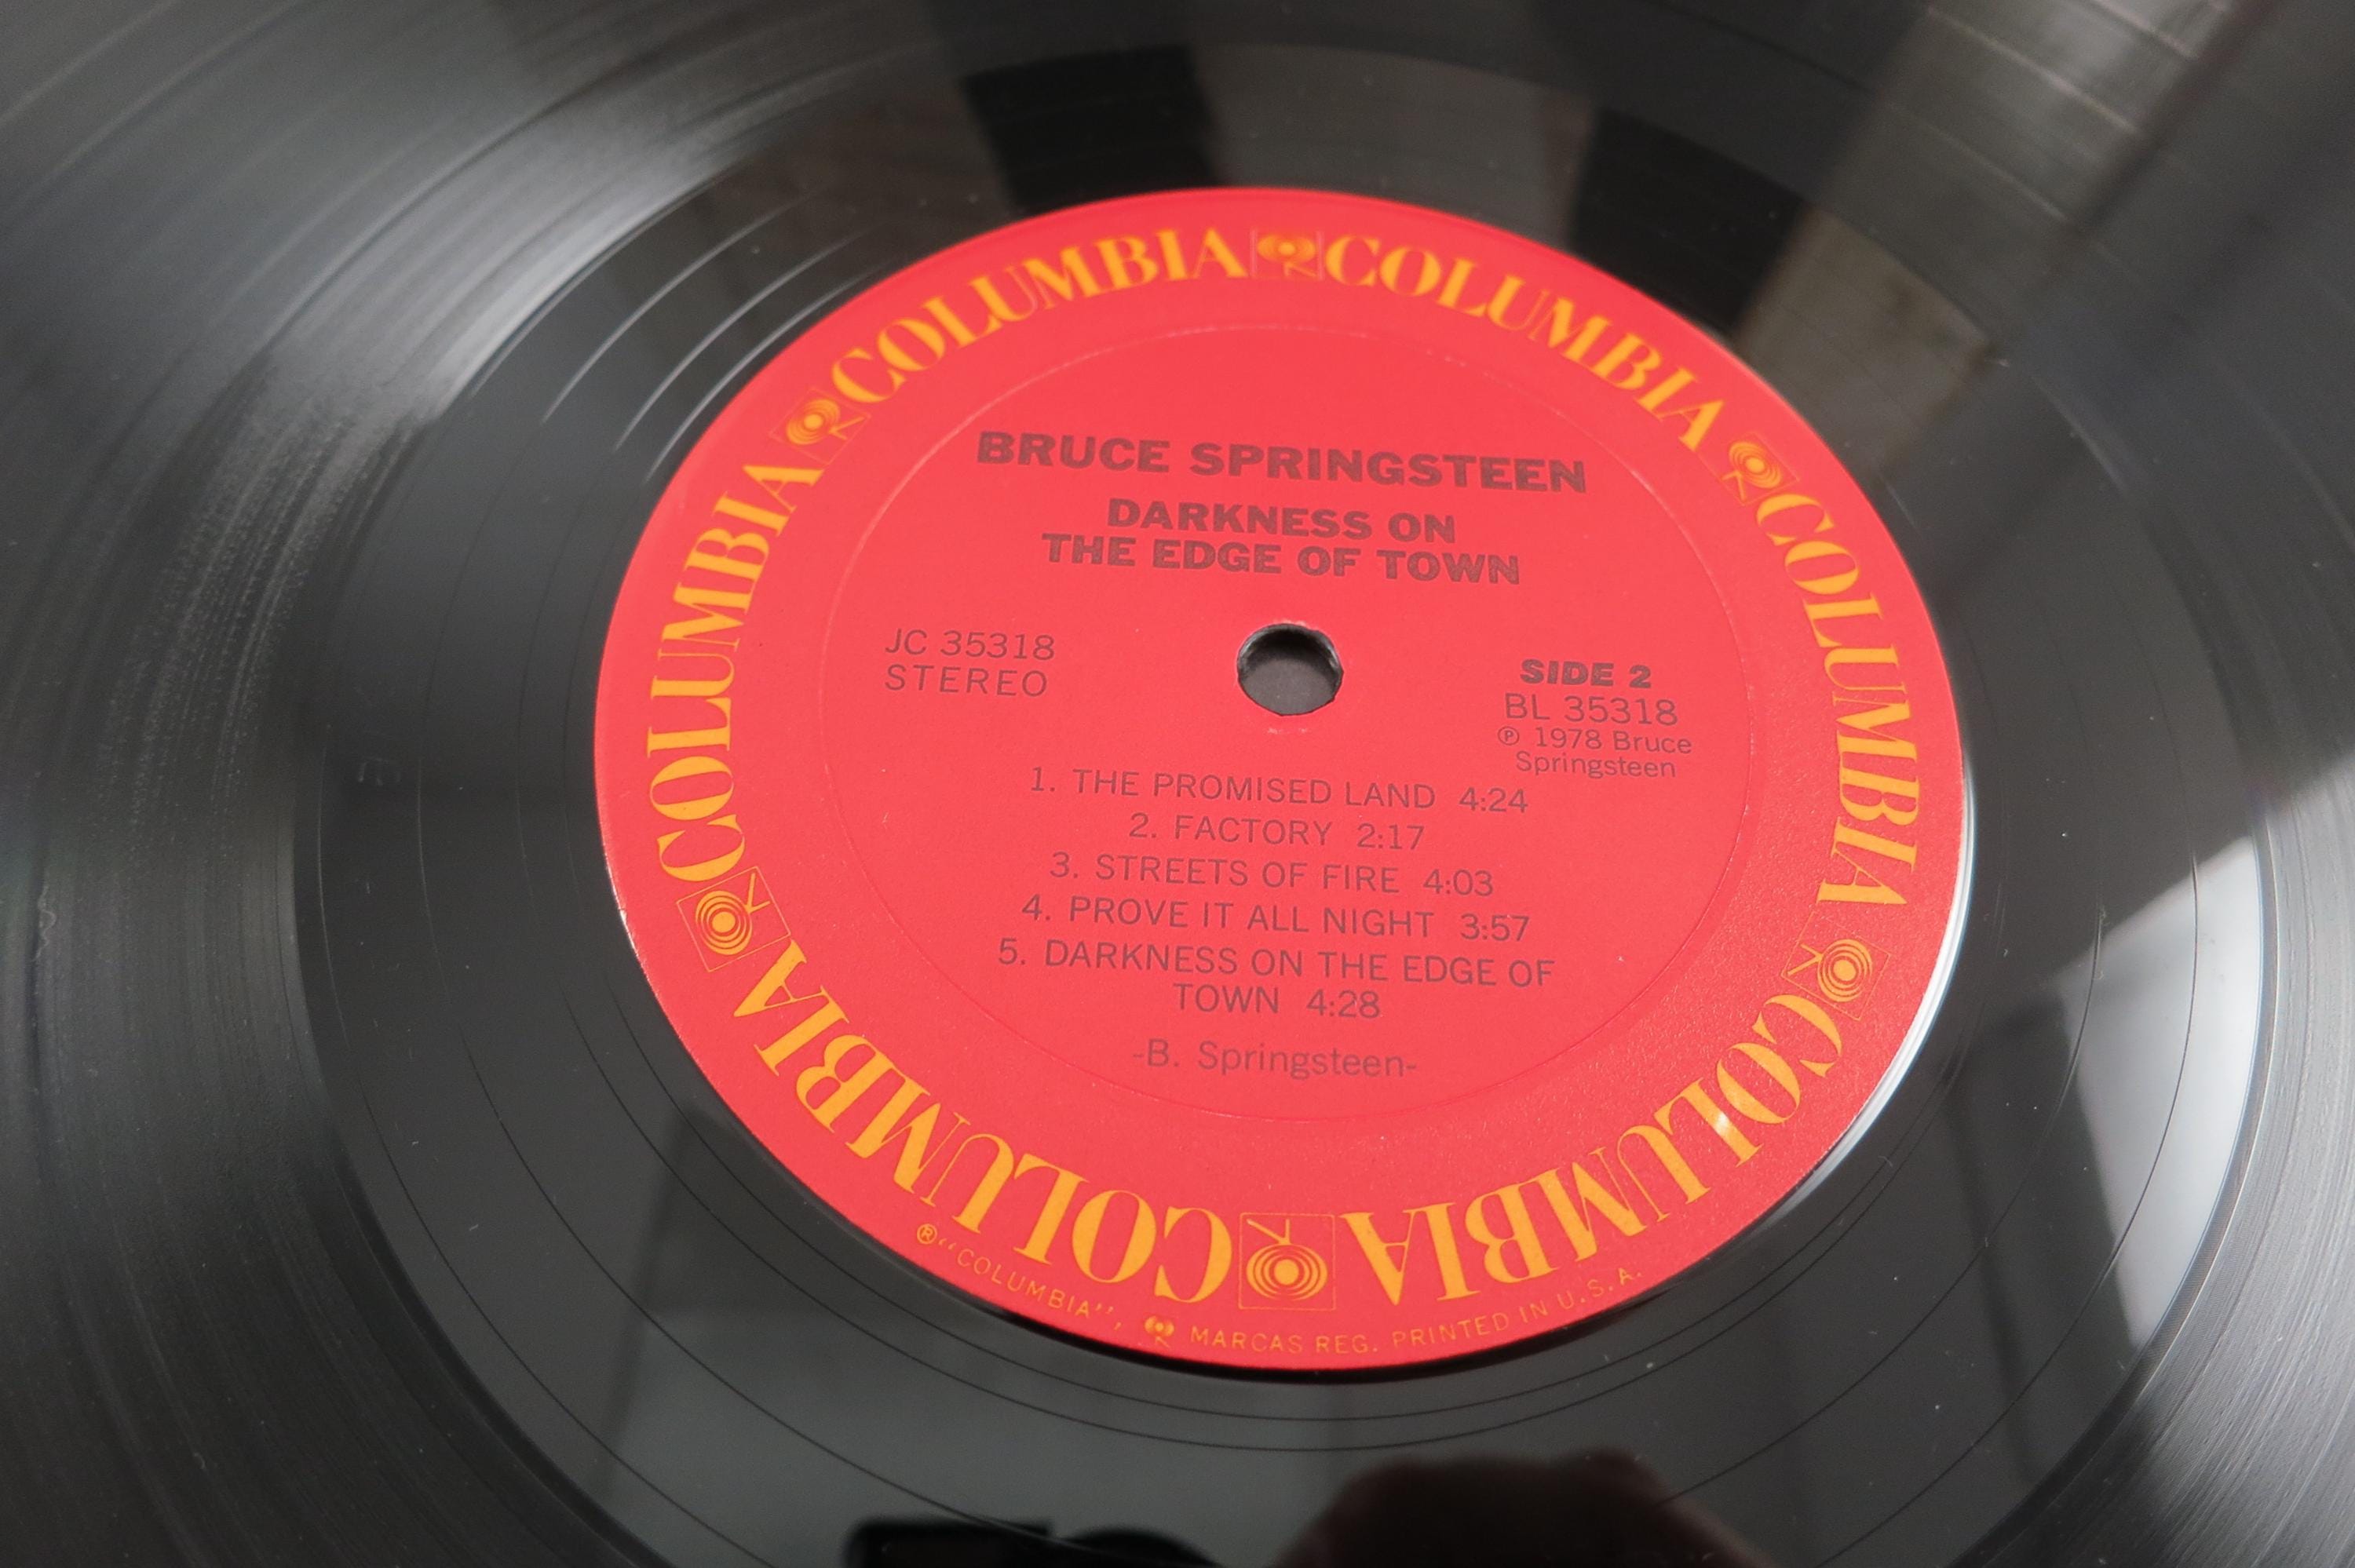 COLUMBIA COLUMBIA COLUMBIA COLUMBIA COLUMBIA COLUMBIA
BRUCE SPRINGSTEEN
DARKNESS ON
THE EDGE OF TOWN
JC 35318
STEREO
SIDE 2
BL 35318
℗ 1978 Bruce
Springsteen
1. THE PROMISED LAND 4:24
2. FACTORY 2:17
3. STREETS OF FIRE 4:03
4. PROVE IT ALL NIGHT 3:57
5. DARKNESS ON THE EDGE OF
TOWN 4:28
-B. Springsteen-
® "COLUMBIA", MARCAS REG. PRINTED IN U.S.A.